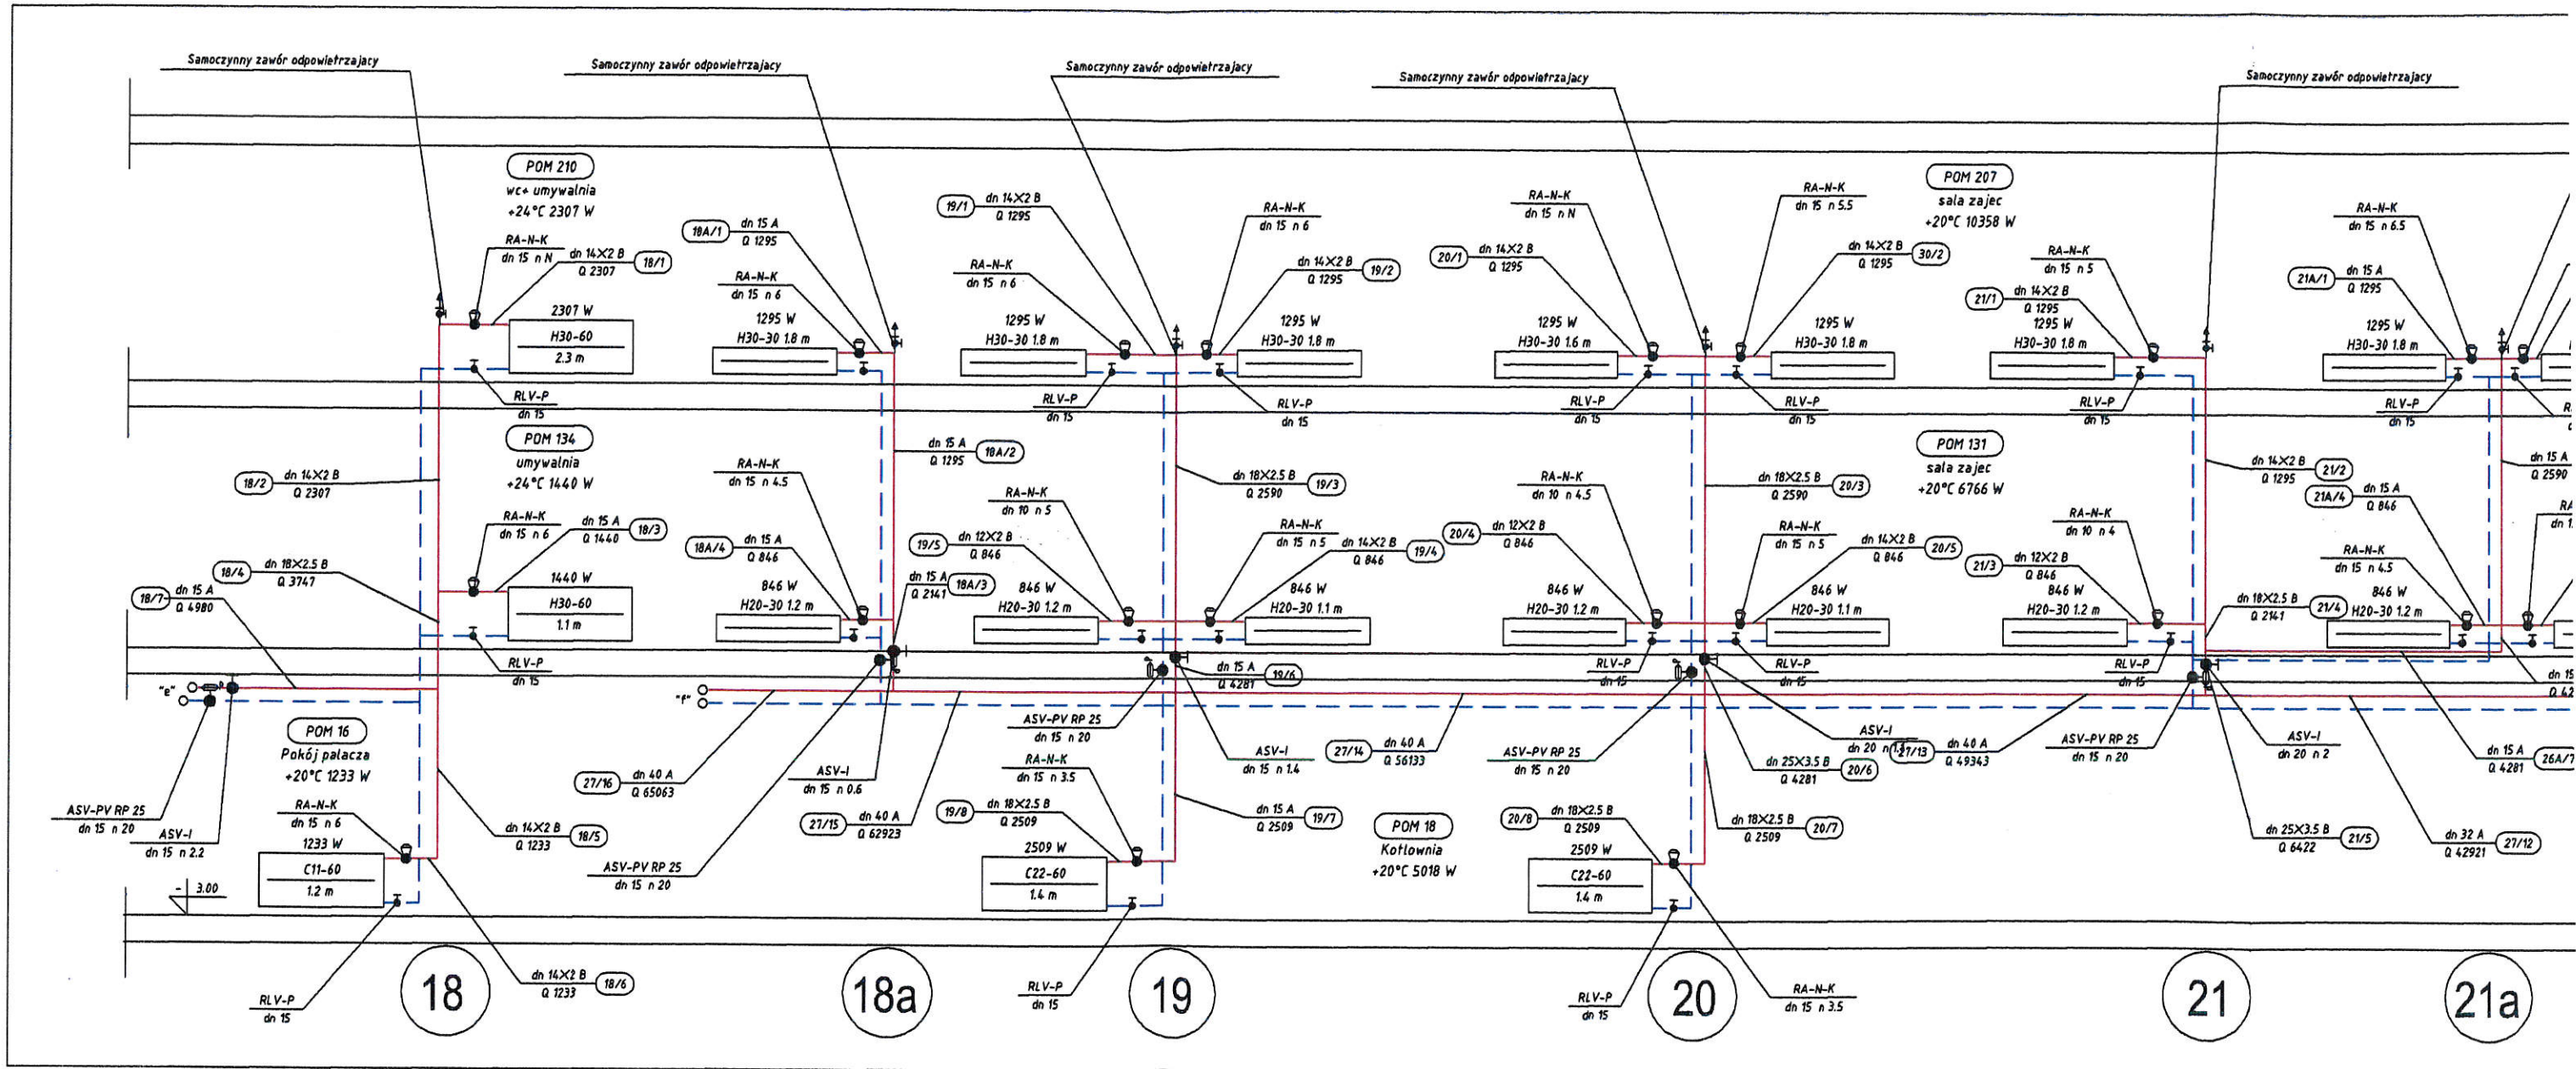 Samoczynny zawór odpowietrzajacy
Samoczynny zawór odpowietrzajacy
Samoczynny zawór odpowietrzajacy
Samoczynny zawór odpowietrzajacy
Samoczynny zawór odpowietrzajacy
POM 210
wc+ umywalnia
+24°C 2307 W
RA-N-K
dn 15 n N
dn 14X2 B
Q 2307
18/1
2307 W
H30-60
2.3 m
RLV-P
dn 15
POM 134
umywalnia
+24°C 1440 W
18/2
dn 14X2 B
Q 2307
RA-N-K
dn 15 n 6
dn 15 A
Q 1440
18/3
18/4
dn 18X2.5 B
Q 3747
18/7
dn 15 A
Q 4980
1440 W
H30-60
1.1 m
RLV-P
dn 15
"e"
POM 16
Pokój palacza
+20°C 1233 W
ASV-PV RP 25
dn 15 n 20
ASV-I
dn 15 n 2.2
RA-N-K
dn 15 n 6
1233 W
C11-60
1.2 m
dn 14X2 B
Q 1233
18/5
- 3.00
RLV-P
dn 15
dn 14X2 B
Q 1233
18/6
18
18A/1
dn 15 A
Q 1295
RA-N-K
dn 15 n 6
1295 W
H30-30 1.8 m
dn 15 A
Q 1295
18A/2
RA-N-K
dn 15 n 4.5
18A/4
dn 15 A
Q 846
846 W
H20-30 1.2 m
dn 15 A
Q 2141
18A/3
"f"
27/16
dn 40 A
Q 65063
ASV-I
dn 15 n 0.6
27/15
dn 40 A
Q 62923
ASV-PV RP 25
dn 15 n 20
18a
19/1
dn 14X2 B
Q 1295
RA-N-K
dn 15 n 6
RA-N-K
dn 15 n 6
dn 14X2 B
Q 1295
19/2
1295 W
H30-30 1.8 m
1295 W
H30-30 1.8 m
RLV-P
dn 15
RLV-P
dn 15
dn 18X2.5 B
Q 2590
19/3
RA-N-K
dn 10 n 5
19/5
dn 12X2 B
Q 846
RA-N-K
dn 15 n 5
dn 14X2 B
Q 846
19/4
846 W
H20-30 1.2 m
846 W
H20-30 1.1 m
dn 15 A
Q 4281
19/6
ASV-PV RP 25
dn 15 n 20
ASV-I
dn 15 n 1.4
RA-N-K
dn 15 n 3.5
19/8
dn 18X2.5 B
Q 2509
dn 15 A
Q 2509
19/7
2509 W
C22-60
1.4 m
RLV-P
dn 15
19
27/14
dn 40 A
Q 56133
POM 18
Kotłownia
+20°C 5018 W
RA-N-K
dn 15 n N
RA-N-K
dn 15 n 5.5
20/1
dn 14X2 B
Q 1295
dn 14X2 B
Q 1295
30/2
1295 W
H30-30 1.6 m
1295 W
H30-30 1.8 m
RLV-P
dn 15
RLV-P
dn 15
RA-N-K
dn 10 n 4.5
dn 18X2.5 B
Q 2590
20/3
20/4
dn 12X2 B
Q 846
RA-N-K
dn 15 n 5
dn 14X2 B
Q 846
20/5
846 W
H20-30 1.2 m
846 W
H20-30 1.1 m
RLV-P
dn 15
RLV-P
dn 15
ASV-PV RP 25
dn 15 n 20
ASV-I
dn 20 n
dn 25X3.5 B
Q 4281
20/6
20/8
dn 18X2.5 B
Q 2509
dn 18X2.5 B
Q 2509
20/7
2509 W
C22-60
1.4 m
RLV-P
dn 15
RA-N-K
dn 15 n 3.5
20
POM 207
sala zajec
+20°C 10358 W
RA-N-K
dn 15 n 5
21/1
dn 14X2 B
Q 1295
1295 W
H30-30 1.8 m
RLV-P
dn 15
POM 131
sala zajec
+20°C 6766 W
dn 14X2 B
Q 1295
21/2
RA-N-K
dn 10 n 4
21/3
dn 12X2 B
Q 846
846 W
H20-30 1.2 m
dn 18X2.5 B
Q 2141
21/4
RLV-P
dn 15
27/13
dn 40 A
Q 49343
ASV-PV RP 25
dn 15 n 20
ASV-I
dn 20 n 2
dn 25X3.5 B
Q 6422
21/5
21
RA-N-K
dn 15 n 6.5
21A/1
dn 15 A
Q 1295
1295 W
H30-30 1.8 m
RLV-P
dn 15
dn 15 A
Q 2590
21A/4
dn 15 A
Q 846
RA-N-K
dn 15 n 4.5
846 W
H20-30 1.2 m
dn 15
Q 42
dn 15 A
Q 4281
26A/7
dn 32 A
Q 42921
27/12
21a